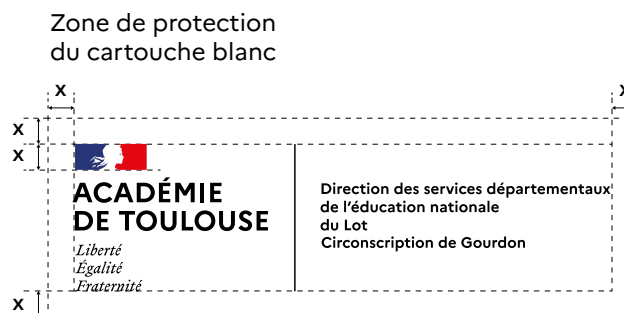 Zone de protection
du cartouche blanc
X
X
X
X
ACADÉMIE
DE TOULOUSE
Liberté
Égalité
Fraternité
Direction des services départementaux
de l’éducation nationale
du Lot
Circonscription de Gourdon
X